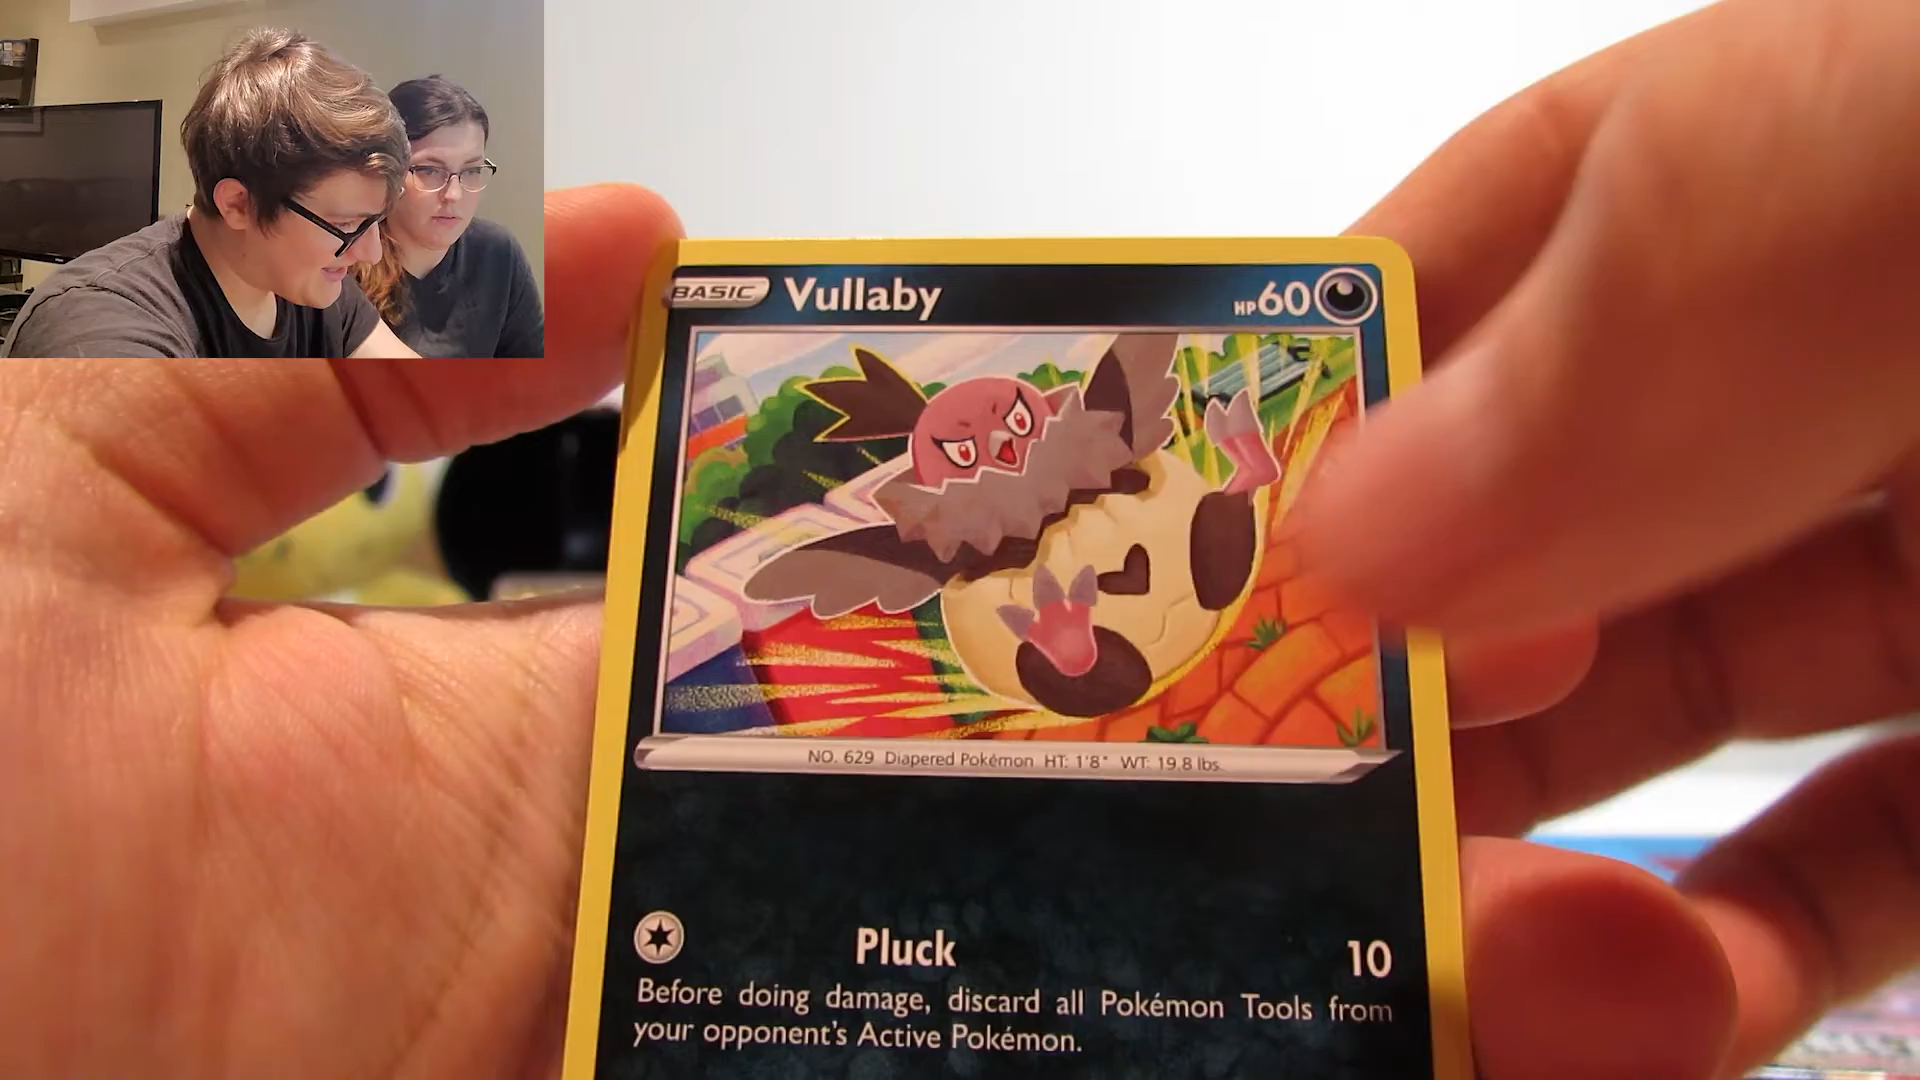 BASIC Vullaby HP60
NO. 629 Diapered Pokémon HT: 1'8" WT: 19.8 lbs.
Pluck 10
Before doing damage, discard all Pokémon Tools from
your opponent's Active Pokémon.